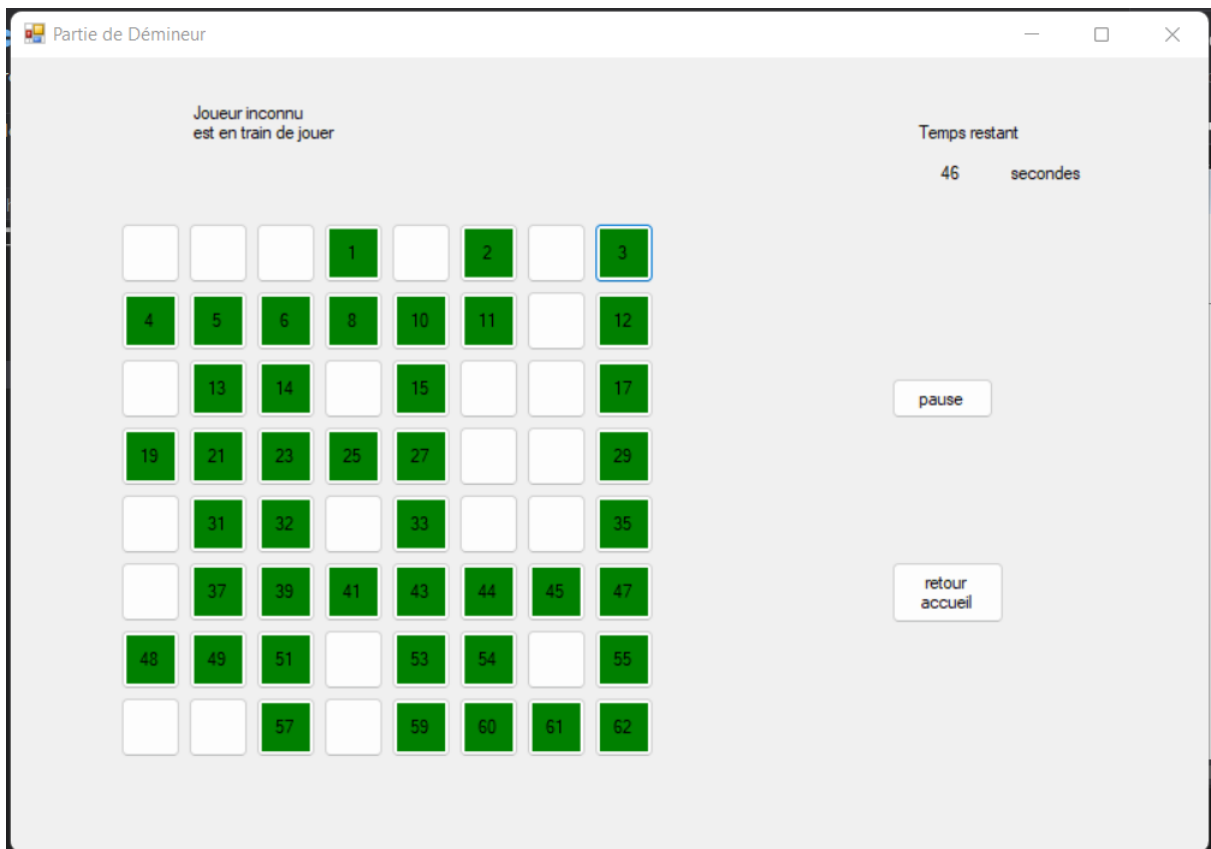 Partie de Démineur
Joueur inconnu
est en train de jouer
Temps restant
46 secondes
1 2 3
4 5 6 8 10 11 12
13 14 15 17
pause
19 21 23 25 27 29
31 32 33 35
37 39 41 43 44 45 47
retour
accueil
48 49 51 53 54 55
57 59 60 61 62